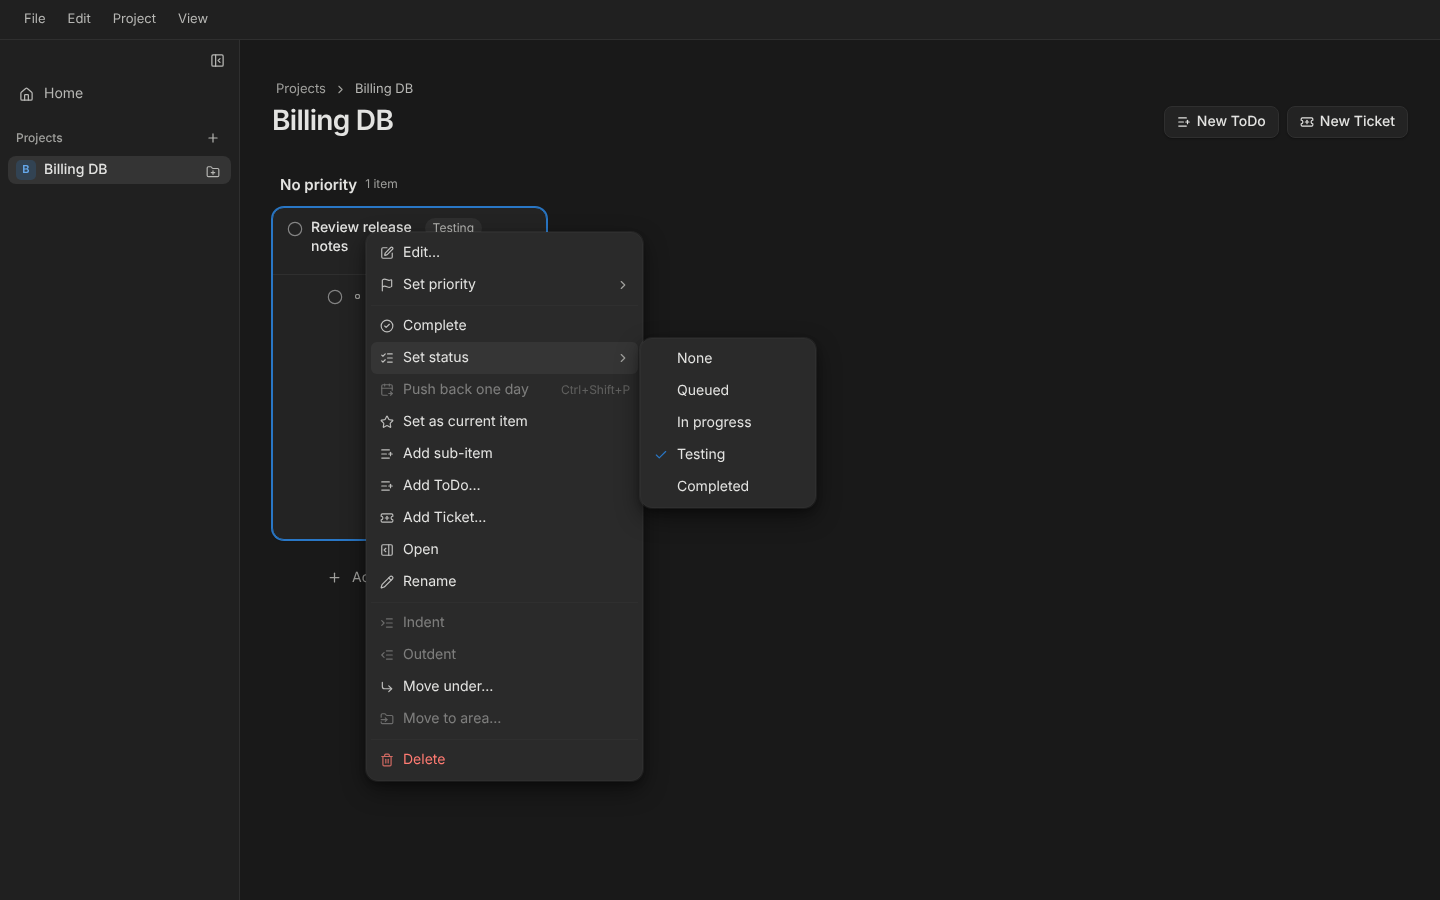 File Edit Project View
Home
Projects
B Billing DB
Projects > Billing DB
Billing DB
New ToDo
New Ticket
No priority 1 item
Review release notes
Testing
Edit...
Set priority
Complete
Set status
Push back one day Ctrl+Shift+P
Set as current item
Add sub-item
Add ToDo...
Add Ticket...
Open
Rename
Indent
Outdent
Move under...
Move to area...
Delete
None
Queued
In progress
Testing
Completed